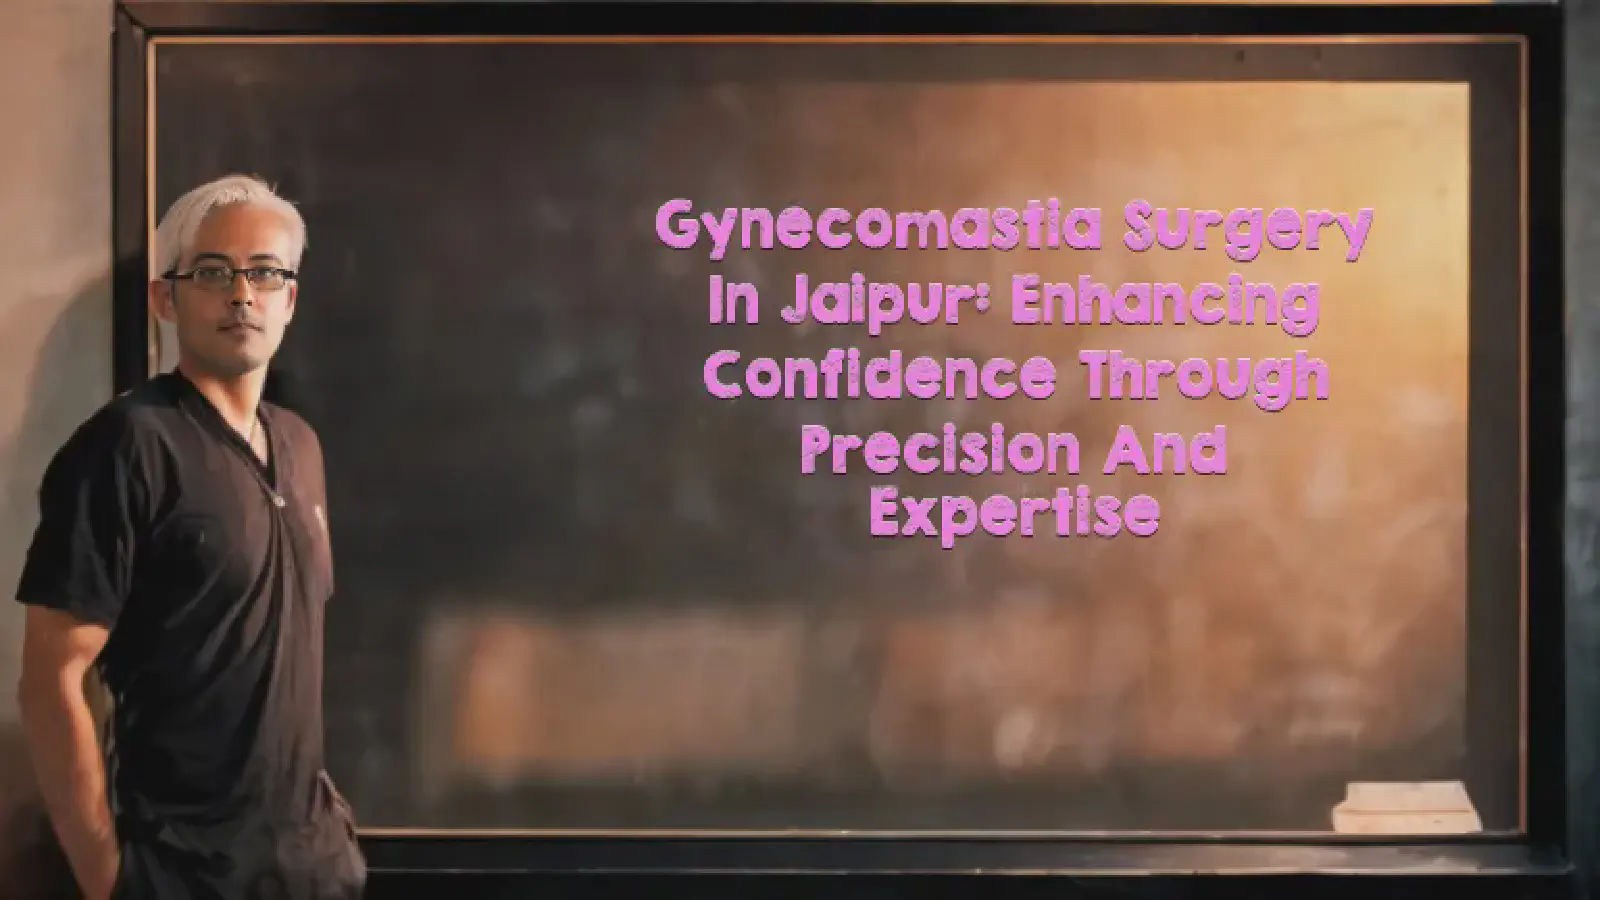 Gynecomastia Surgery
In Jaipur: Enhancing
Confidence Through
Precision And
Expertise